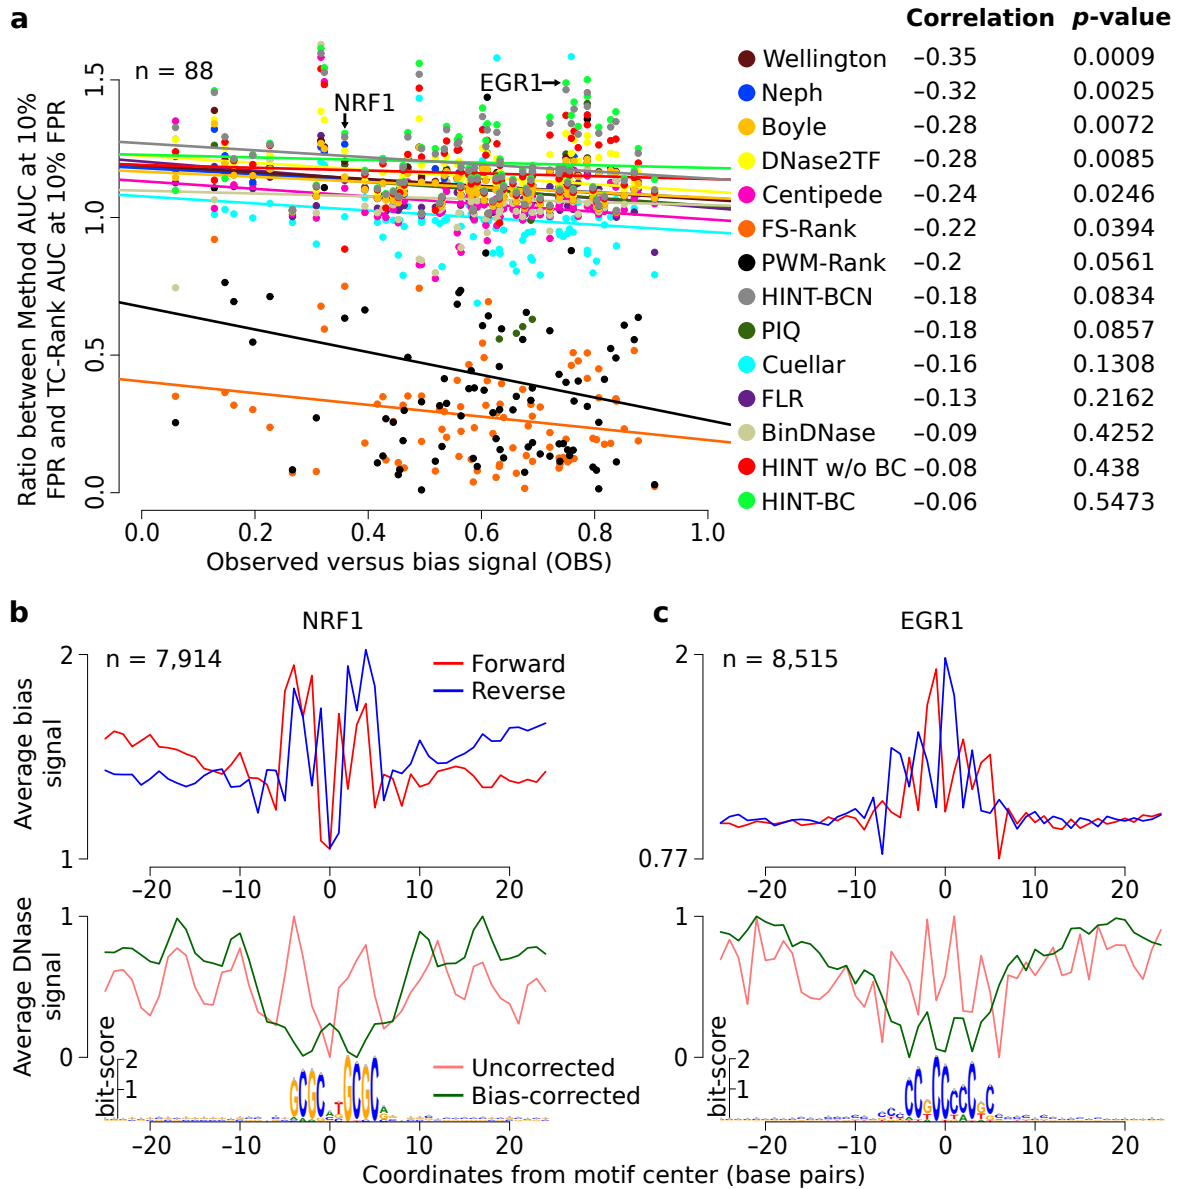 a
Correlation p-value
n = 88
NRF1
EGR1
Wellington –0.35 0.0009
Neph –0.32 0.0025
Boyle –0.28 0.0072
DNase2TF –0.28 0.0085
Centipede –0.24 0.0246
FS-Rank –0.22 0.0394
PWM-Rank –0.2 0.0561
HINT-BCN –0.18 0.0834
PIQ –0.18 0.0857
Cuellar –0.16 0.1308
FLR –0.13 0.2162
BinDNase –0.09 0.4252
HINT w/o BC –0.08 0.438
HINT-BC –0.06 0.5473
Ratio between Method AUC at 10%
FPR and TC-Rank AUC at 10% FPR
1.5
1.0
0.5
0.0
0.0 0.2 0.4 0.6 0.8 1.0
Observed versus bias signal (OBS)
b
NRF1
n = 7,914
Forward
Reverse
Average bias
signal
2
1
–20 –10 0 10 20
Average DNase
signal
1
0
bit-score
2
1
GCGC
AT
GCGC
A
Uncorrected
Bias-corrected
–20 –10 0 10 20
c
EGR1
n = 8,515
2
0.77
–20 –10 0 10 20
1
0
bit-score
2
1
CCGCCCCCGC
–20 –10 0 10 20
Coordinates from motif center (base pairs)